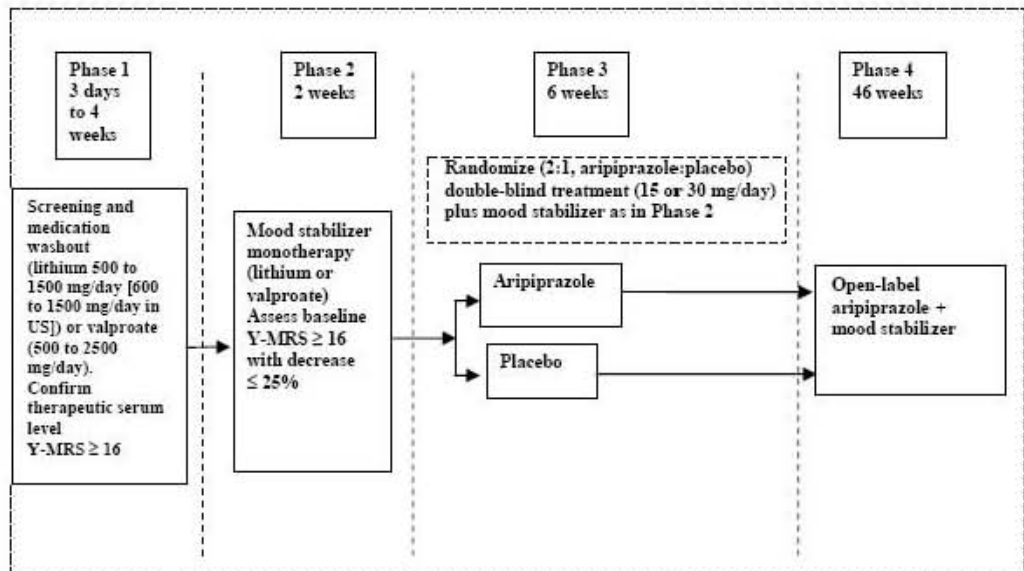 Phase 1
3 days
to 4
weeks
Phase 2
2 weeks
Phase 3
6 weeks
Phase 4
46 weeks
Screening and
medication
washout
(lithium 500 to
1500 mg/day [600
to 1500 mg/day in
US]) or valproate
(500 to 2500
mg/day).
Confirm
therapeutic serum
level
Y-MRS ≥ 16
Mood stabilizer
monotherapy
(lithium or
valproate)
Assess baseline
Y-MRS ≥ 16
with decrease
≤ 25%
Randomize (2:1, aripiprazole:placebo)
double-blind treatment (15 or 30 mg/day)
plus mood stabilizer as in Phase 2
Aripiprazole
Placebo
Open-label
aripiprazole +
mood stabilizer